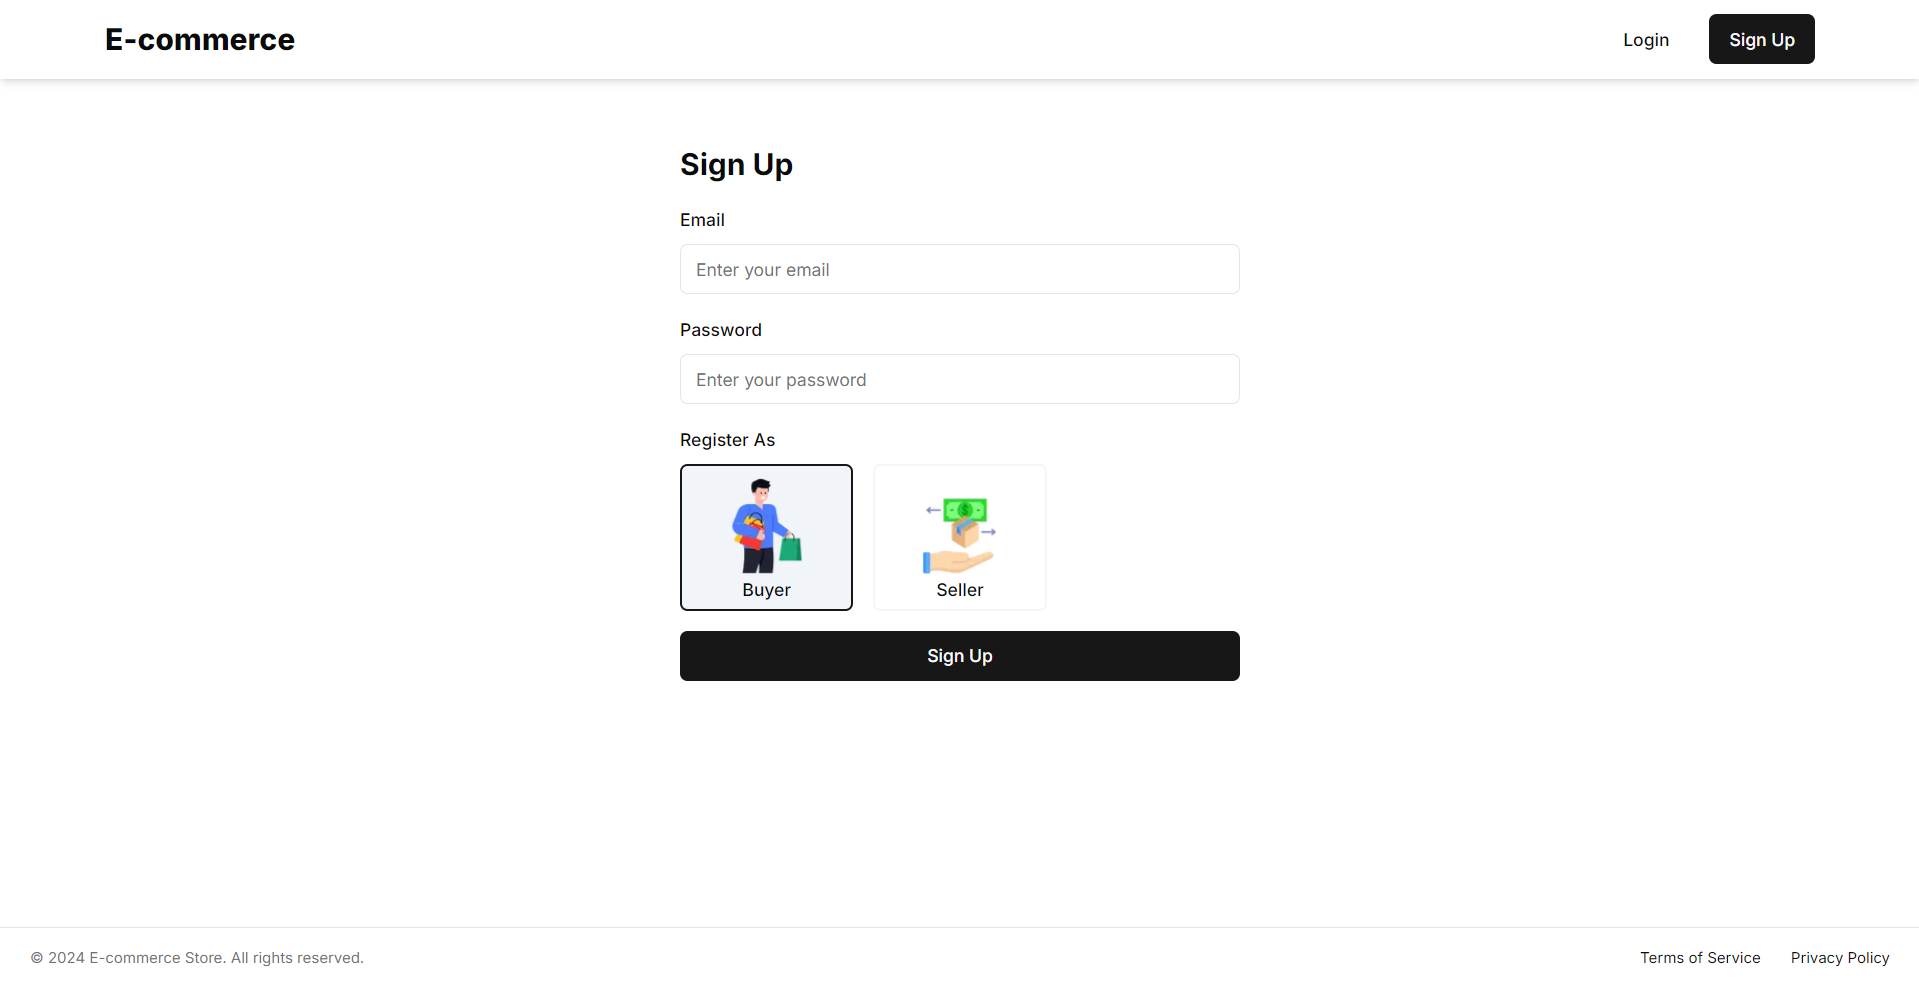 E-commerce
Login
Sign Up
Sign Up
Email
Enter your email
Password
Enter your password
Register As
Buyer
Seller
Sign Up
© 2024 E-commerce Store. All rights reserved.
Terms of Service
Privacy Policy